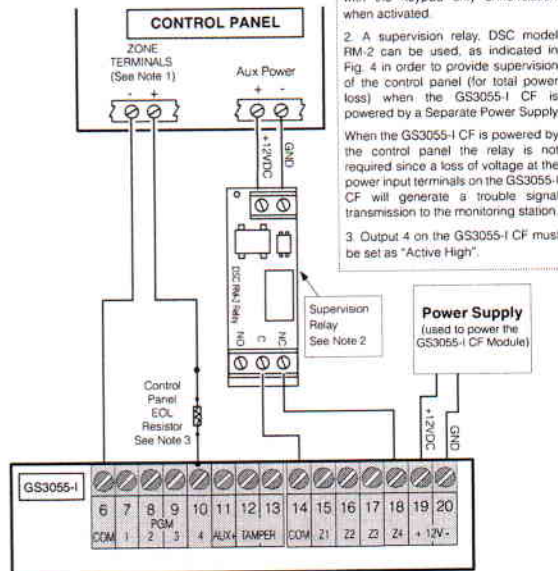 CONTROL PANEL
ZONE
TERMINALS
(See Note 1)
- +
Aux Power
+ -
+12VDC
GND
when activated.
2. A supervision relay, DSC model
RM-2 can be used, as indicated in
Fig. 4 in order to provide supervision
of the control panel (for total power
loss) when the GS3055-I CF is
powered by a Separate Power Supply
When the GS3055-I CF is powered by
the control panel the relay is not
required since a loss of voltage at the
power input terminals on the GS3055-I
CF will generate a trouble signal
transmission to the monitoring station.
3. Output 4 on the GS3055-I CF must
be set as "Active High".
DSC RM-2 Relay
NO C NC
Supervision
Relay
See Note 2
Power Supply
(used to power the
GS3055-I CF Module)
+12VDC
GND
Control
Panel
EOL
Resistor
See Note 3
GS3055-I
6 7 8 9 10 11 12 13 14 15 16 17 18 19 20
PGM
COM 1 2 3 4 AUX+ TAMPER COM Z1 Z2 Z3 Z4 + 12V -